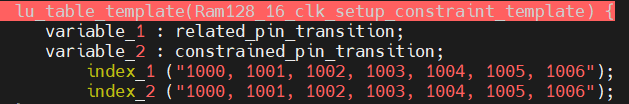 lu_table_template(Ram128_16_clk_setup_constraint_template) {
variable_1 : related_pin_transition;
variable_2 : constrained_pin_transition;
index_1 ("1000, 1001, 1002, 1003, 1004, 1005, 1006");
index_2 ("1000, 1001, 1002, 1003, 1004, 1005, 1006");